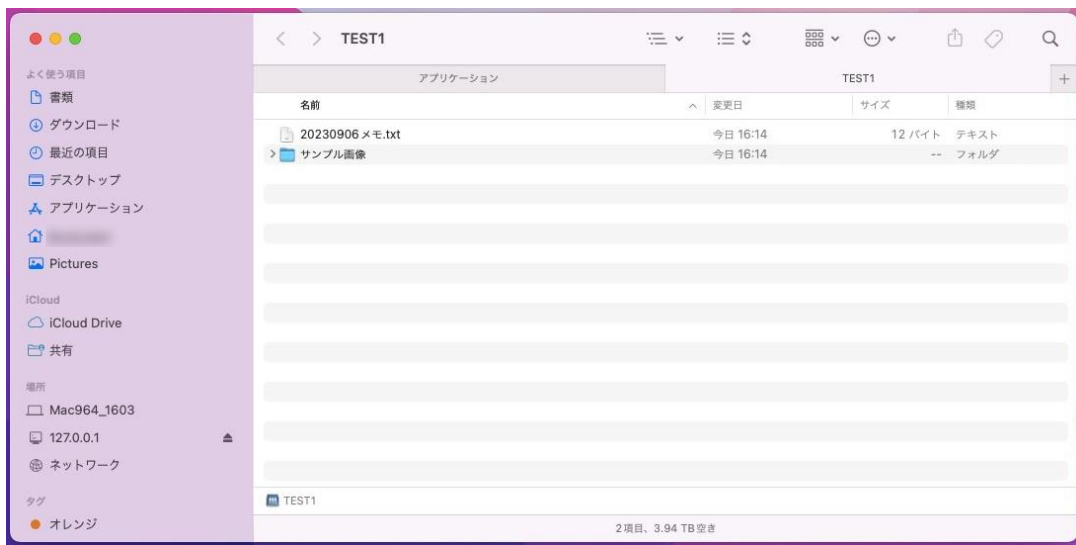 TEST1
アプリケーション
TEST1
よく使う項目
書類
ダウンロード
最近の項目
デスクトップ
アプリケーション
Pictures
iCloud
iCloud Drive
共有
場所
Mac964_1603
127.0.0.1
ネットワーク
タグ
オレンジ
名前 変更日 サイズ 種類
20230906メモ.txt 今日 16:14 12 バイト テキスト
サンプル画像 今日 16:14 -- フォルダ
TEST1
2項目、3.94 TB空き